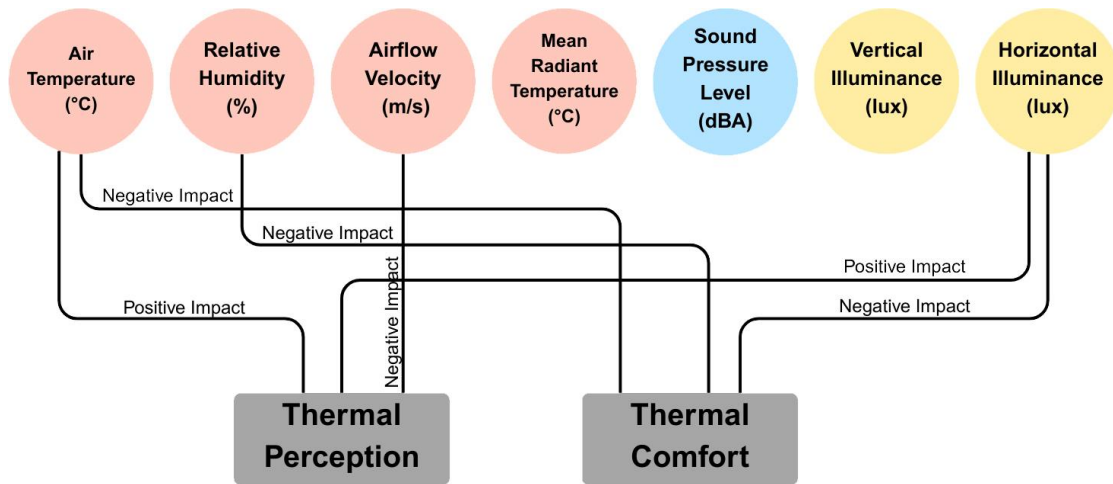 Air
Temperature
(°C)
Relative
Humidity
(%)
Airflow
Velocity
(m/s)
Mean
Radiant
Temperature
(°C)
Sound
Pressure
Level
(dBA)
Vertical
Illuminance
(lux)
Horizontal
Illuminance
(lux)
Negative Impact
Negative Impact
Positive Impact
Positive Impact
Negative Impact
Negative Impact
Thermal
Perception
Thermal
Comfort